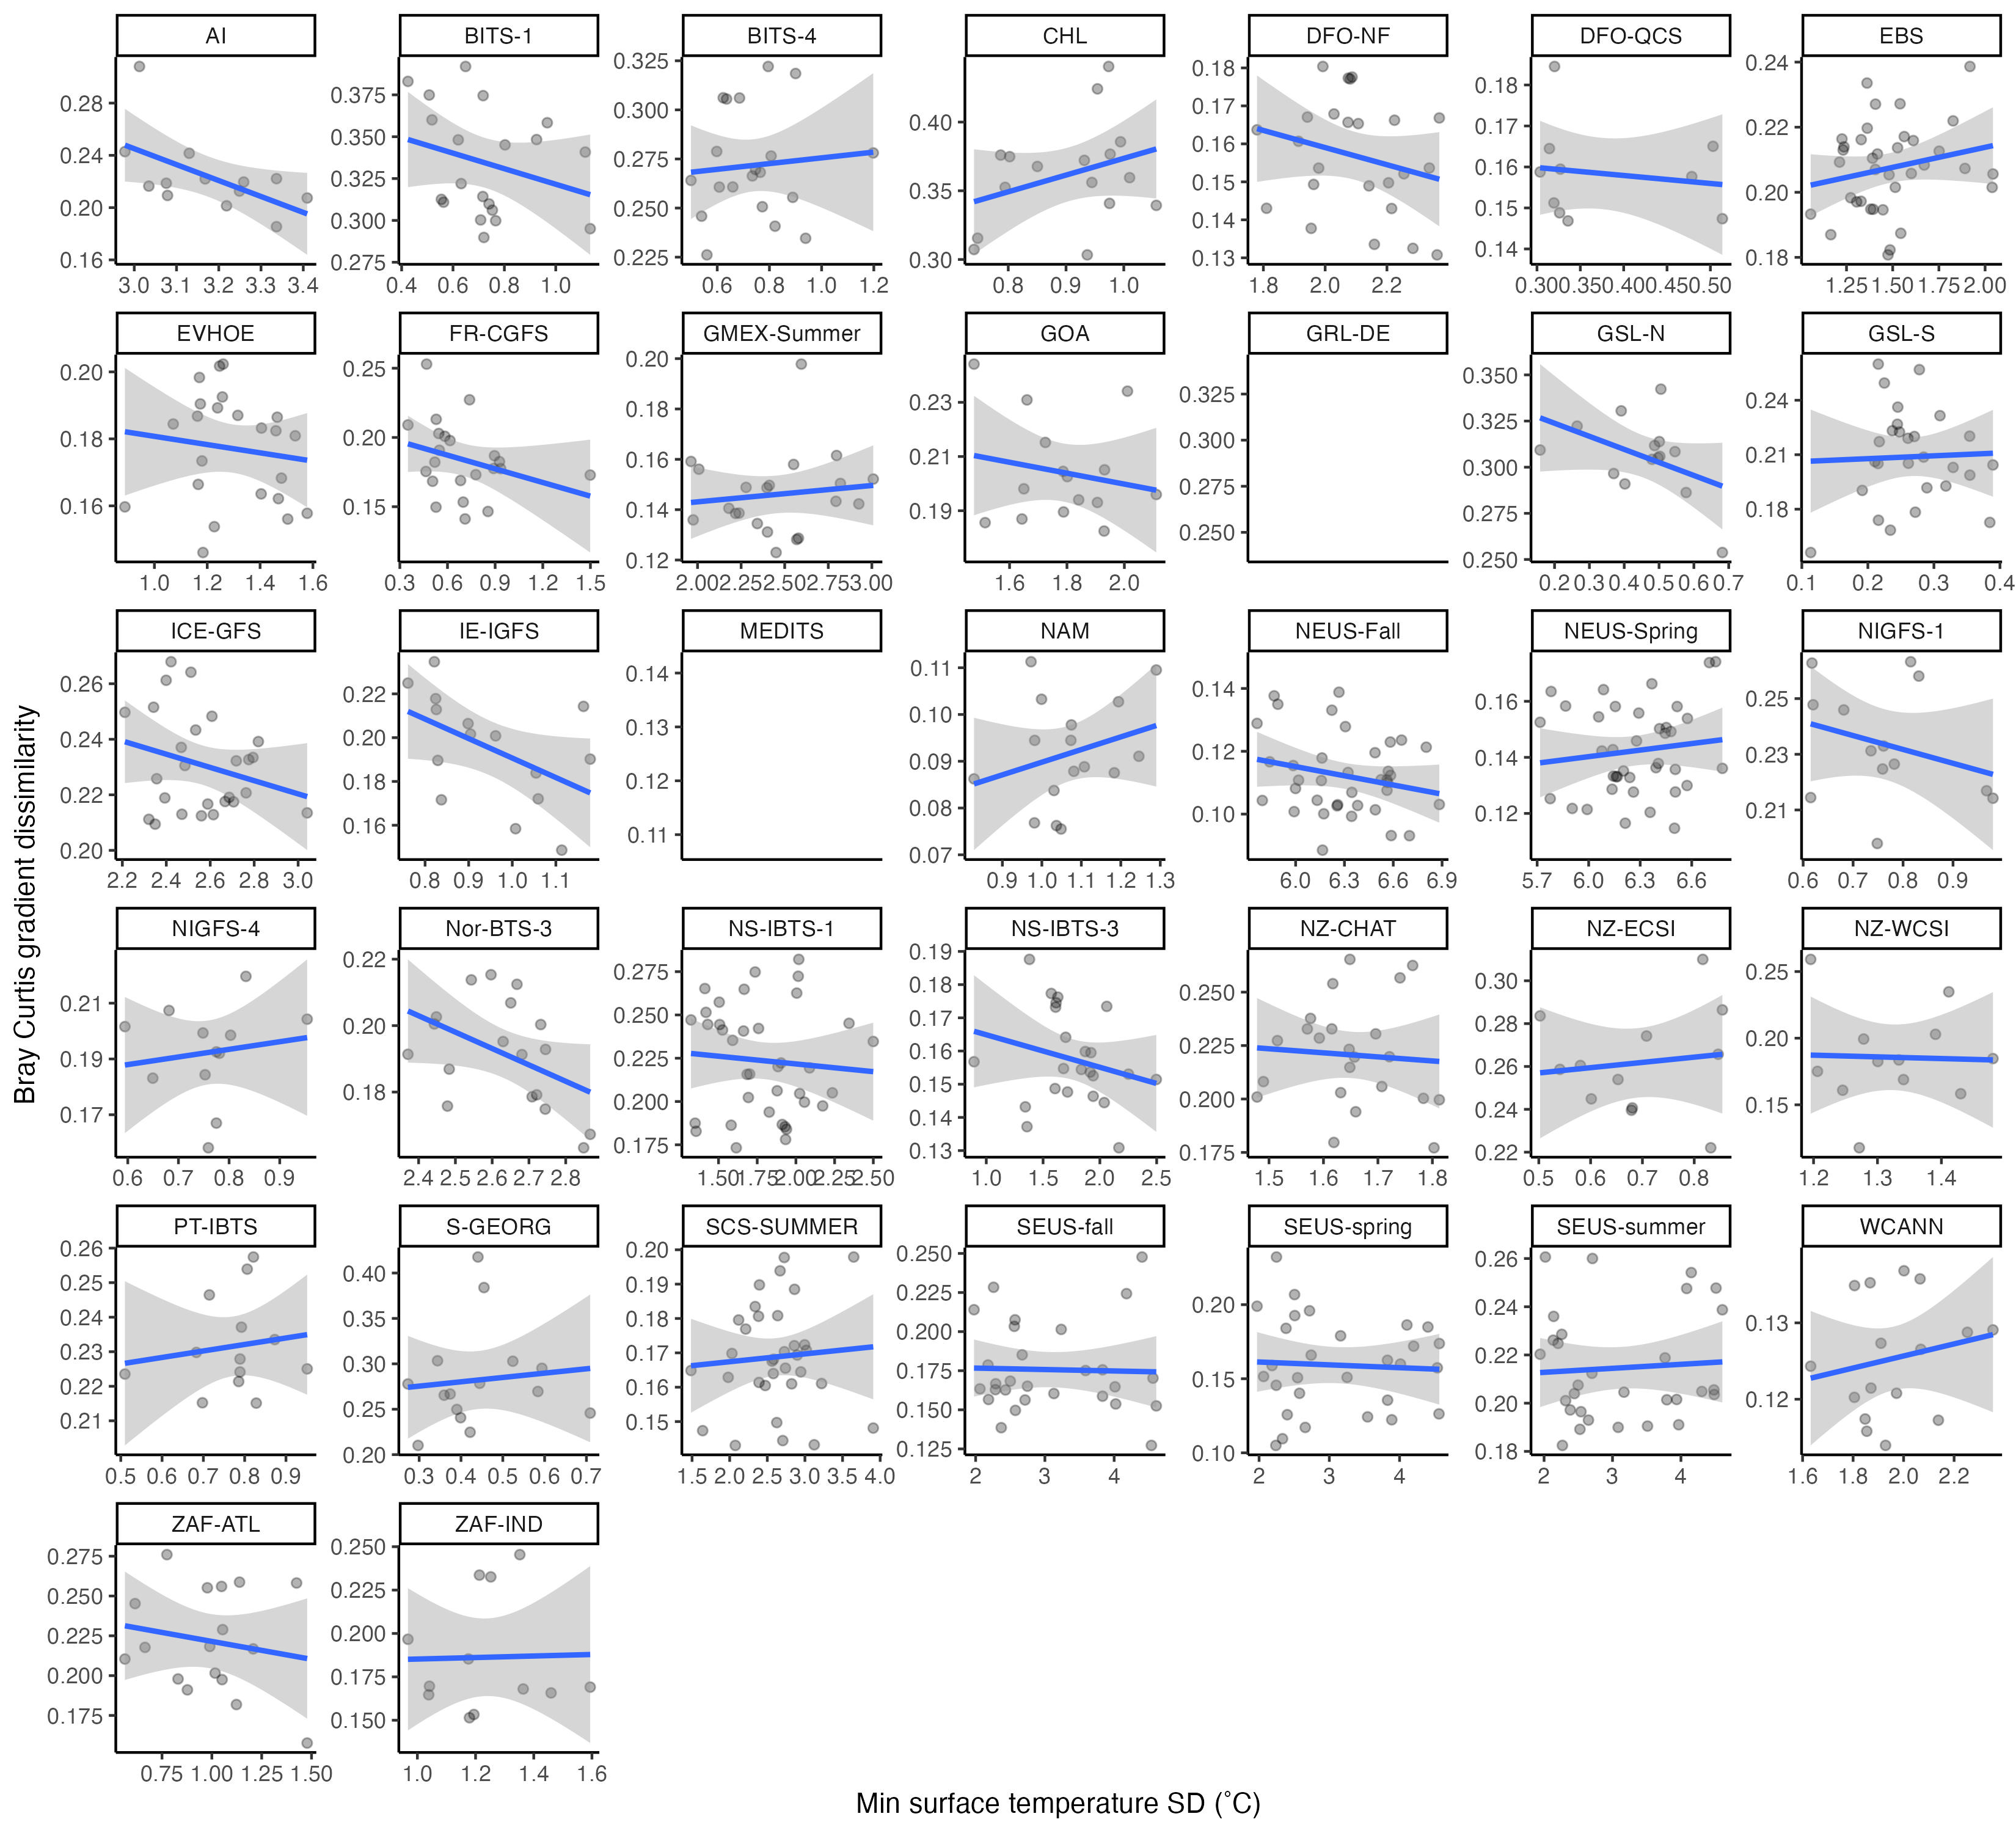 AI BITS-1 BITS-4 CHL DFO-NF DFO-QCS EBS
0.28 0.24 0.20 0.16
3.0 3.1 3.2 3.3 3.4
0.375 0.350 0.325 0.300 0.275
0.4 0.6 0.8 1.0
0.325 0.300 0.275 0.250 0.225
0.6 0.8 1.0 1.2
0.40 0.35 0.30
0.8 0.9 1.0
0.18 0.17 0.16 0.15 0.14 0.13
1.8 2.0 2.2
0.18 0.17 0.16 0.15 0.14
0.30 0.35 0.40 0.45 0.50
0.24 0.22 0.20 0.18
1.25 1.50 1.75 2.00
EVHOE FR-CGFS GMEX-Summer GOA GRL-DE GSL-N GSL-S
0.20 0.18 0.16
1.0 1.2 1.4 1.6
0.25 0.20 0.15
0.3 0.6 0.9 1.2 1.5
0.20 0.18 0.16 0.14 0.12
2.00 2.25 2.50 2.75 3.00
0.23 0.21 0.19
1.6 1.8 2.0
0.325 0.300 0.275 0.250
0.350 0.325 0.300 0.275 0.250
0.2 0.3 0.4 0.5 0.6 0.7
0.24 0.21 0.18
0.1 0.2 0.3 0.4
ICE-GFS IE-IGFS MEDITS NAM NEUS-Fall NEUS-Spring NIGFS-1
0.26 0.24 0.22 0.20
2.2 2.4 2.6 2.8 3.0
0.22 0.20 0.18 0.16
0.8 0.9 1.0 1.1
0.14 0.13 0.12 0.11
0.11 0.10 0.09 0.08 0.07
0.9 1.0 1.1 1.2 1.3
0.14 0.12 0.10
6.0 6.3 6.6 6.9
0.16 0.14 0.12
5.7 6.0 6.3 6.6
0.25 0.23 0.21
0.6 0.7 0.8 0.9
NIGFS-4 Nor-BTS-3 NS-IBTS-1 NS-IBTS-3 NZ-CHAT NZ-ECSI NZ-WCSI
0.21 0.19 0.17
0.6 0.7 0.8 0.9
0.22 0.20 0.18
2.4 2.5 2.6 2.7 2.8
0.275 0.250 0.225 0.200 0.175
1.50 1.75 2.00 2.25 2.50
0.19 0.18 0.17 0.16 0.15 0.14 0.13
1.0 1.5 2.0 2.5
0.250 0.225 0.200 0.175
1.5 1.6 1.7 1.8
0.30 0.28 0.26 0.24 0.22
0.5 0.6 0.7 0.8
0.25 0.20 0.15
1.2 1.3 1.4
PT-IBTS S-GEORG SCS-SUMMER SEUS-fall SEUS-spring SEUS-summer WCANN
0.26 0.25 0.24 0.23 0.22 0.21
0.5 0.6 0.7 0.8 0.9
0.40 0.35 0.30 0.25 0.20
0.3 0.4 0.5 0.6 0.7
0.20 0.19 0.18 0.17 0.16 0.15
1.5 2.0 2.5 3.0 3.5 4.0
0.250 0.225 0.200 0.175 0.150 0.125
2 3 4
0.20 0.15 0.10
2 3 4
0.26 0.24 0.22 0.20 0.18
2 3 4
0.13 0.12
1.6 1.8 2.0 2.2
ZAF-ATL ZAF-IND
0.275 0.250 0.225 0.200 0.175
0.75 1.00 1.25 1.50
0.250 0.225 0.200 0.175 0.150
1.0 1.2 1.4 1.6
Bray Curtis gradient dissimilarity
Min surface temperature SD (˚C)